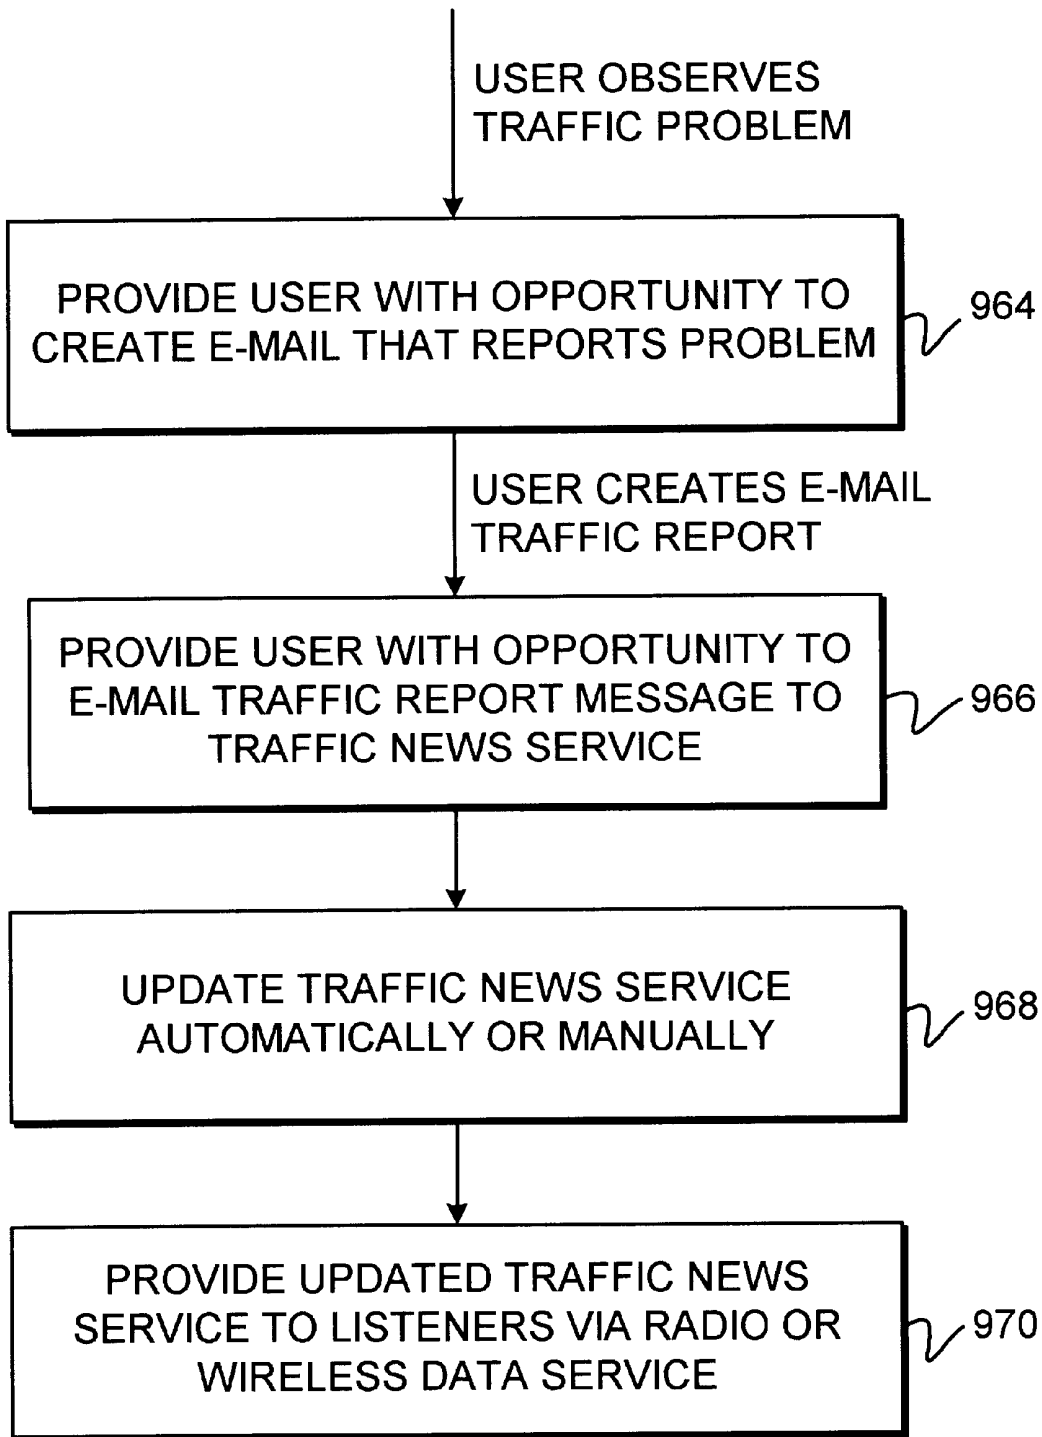 USER OBSERVES
TRAFFIC PROBLEM
PROVIDE USER WITH OPPORTUNITY TO
CREATE E-MAIL THAT REPORTS PROBLEM
964
USER CREATES E-MAIL
TRAFFIC REPORT
PROVIDE USER WITH OPPORTUNITY TO
E-MAIL TRAFFIC REPORT MESSAGE TO
TRAFFIC NEWS SERVICE
966
UPDATE TRAFFIC NEWS SERVICE
AUTOMATICALLY OR MANUALLY
968
PROVIDE UPDATED TRAFFIC NEWS
SERVICE TO LISTENERS VIA RADIO OR
WIRELESS DATA SERVICE
970